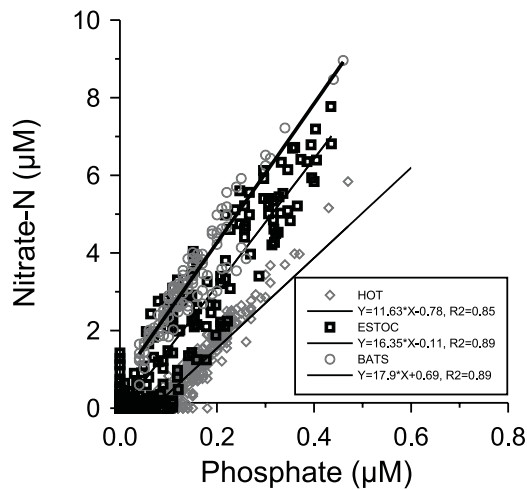 10
8
6
4
2
0
Nitrate-N (µM)
0.0
0.2
0.4
0.6
0.8
Phosphate (µM)
HOT
Y=11.63*X-0.78, R2=0.85
ESTOC
Y=16.35*X-0.11, R2=0.89
BATS
Y=17.9*X+0.69, R2=0.89